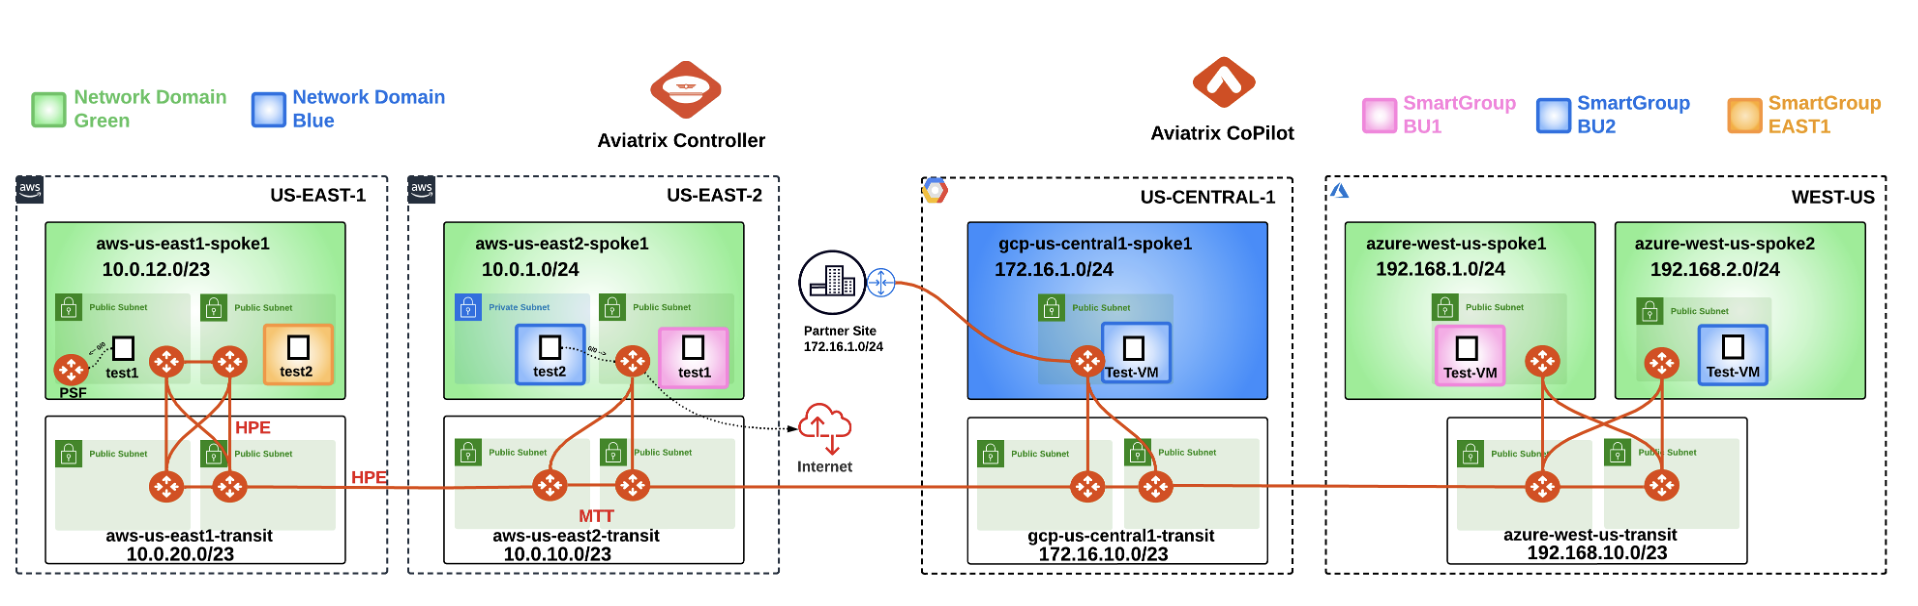 Network Domain
Green
Network Domain
Blue
Aviatrix Controller
Aviatrix CoPilot
SmartGroup
BU1
SmartGroup
BU2
SmartGroup
EAST1
aws
US-EAST-1
aws-us-east1-spoke1
10.0.12.0/23
Public Subnet
Public Subnet
0/0
test1
test2
PSF
HPE
Public Subnet
Public Subnet
HPE
aws-us-east1-transit
10.0.20.0/23
aws
US-EAST-2
aws-us-east2-spoke1
10.0.1.0/24
Private Subnet
Public Subnet
0/0
test2
test1
Public Subnet
Public Subnet
MTT
aws-us-east2-transit
10.0.10.0/23
Partner Site
172.16.1.0/24
Internet
US-CENTRAL-1
gcp-us-central1-spoke1
172.16.1.0/24
Public Subnet
Test-VM
Public Subnet
Public Subnet
gcp-us-central1-transit
172.16.10.0/23
WEST-US
azure-west-us-spoke1
192.168.1.0/24
Public Subnet
Test-VM
azure-west-us-spoke2
192.168.2.0/24
Public Subnet
Test-VM
Public Subnet
Public Subnet
azure-west-us-transit
192.168.10.0/23